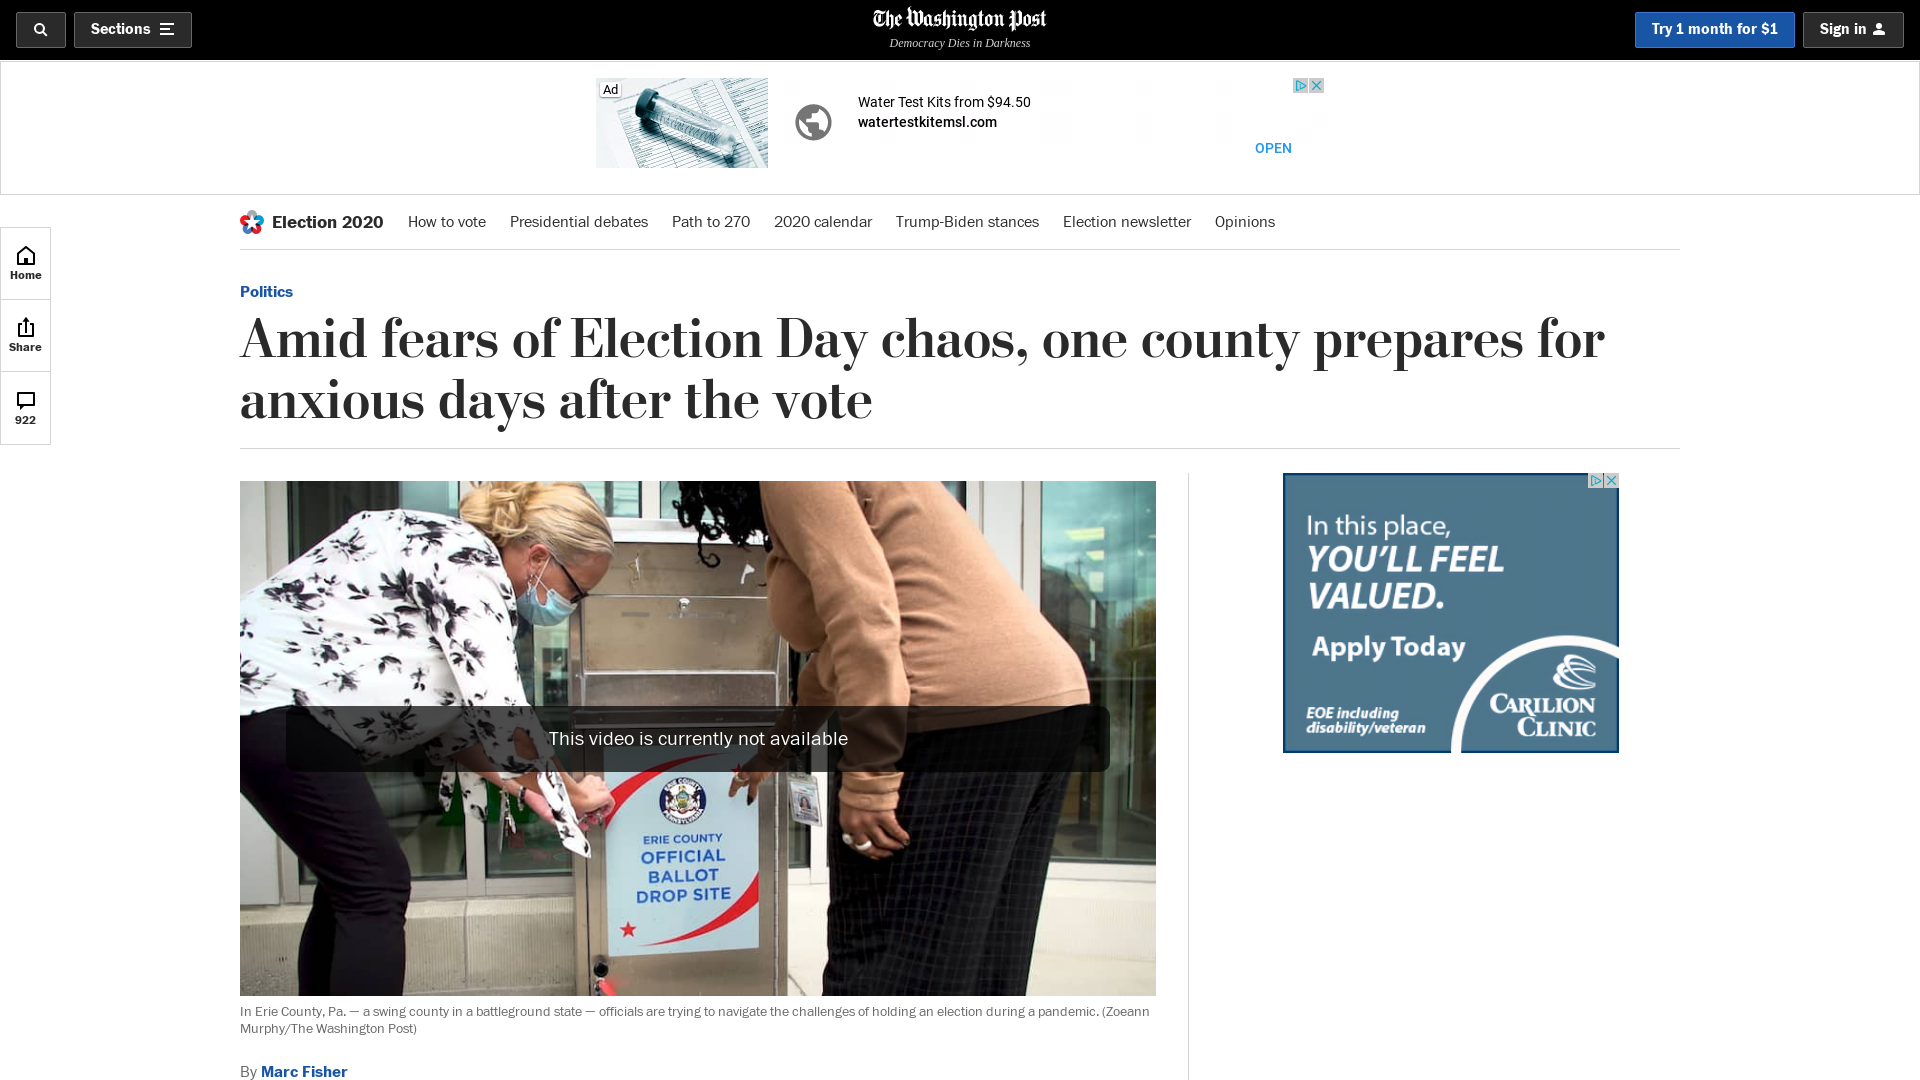 Sections
The Washington Post
Democracy Dies in Darkness
Try 1 month for $1
Sign in
Ad
Water Test Kits from $94.50
watertestkitemsl.com
OPEN
Election 2020
How to vote
Presidential debates
Path to 270
2020 calendar
Trump-Biden stances
Election newsletter
Opinions
Home
Share
922
Politics
Amid fears of Election Day chaos, one county prepares for
anxious days after the vote
This video is currently not available
ERIE COUNTY
PENNSYLVANIA
ERIE COUNTY
OFFICIAL
BALLOT
DROP SITE
In Erie County, Pa. — a swing county in a battleground state — officials are trying to navigate the challenges of holding an election during a pandemic. (Zoeann
Murphy/The Washington Post)
By Marc Fisher
In this place,
YOU'LL FEEL
VALUED.
Apply Today
EOE including
disability/veteran
CARILION
CLINIC